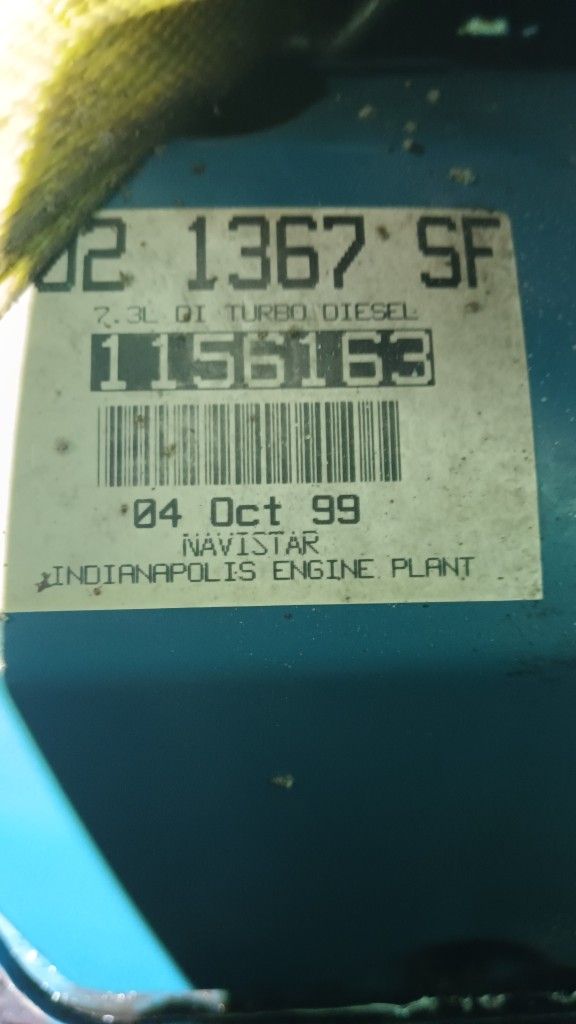 02 1367 SF
7.3L DI TURBO DIESEL
1156163
04 Oct 99
NAVISTAR
INDIANAPOLIS ENGINE PLANT